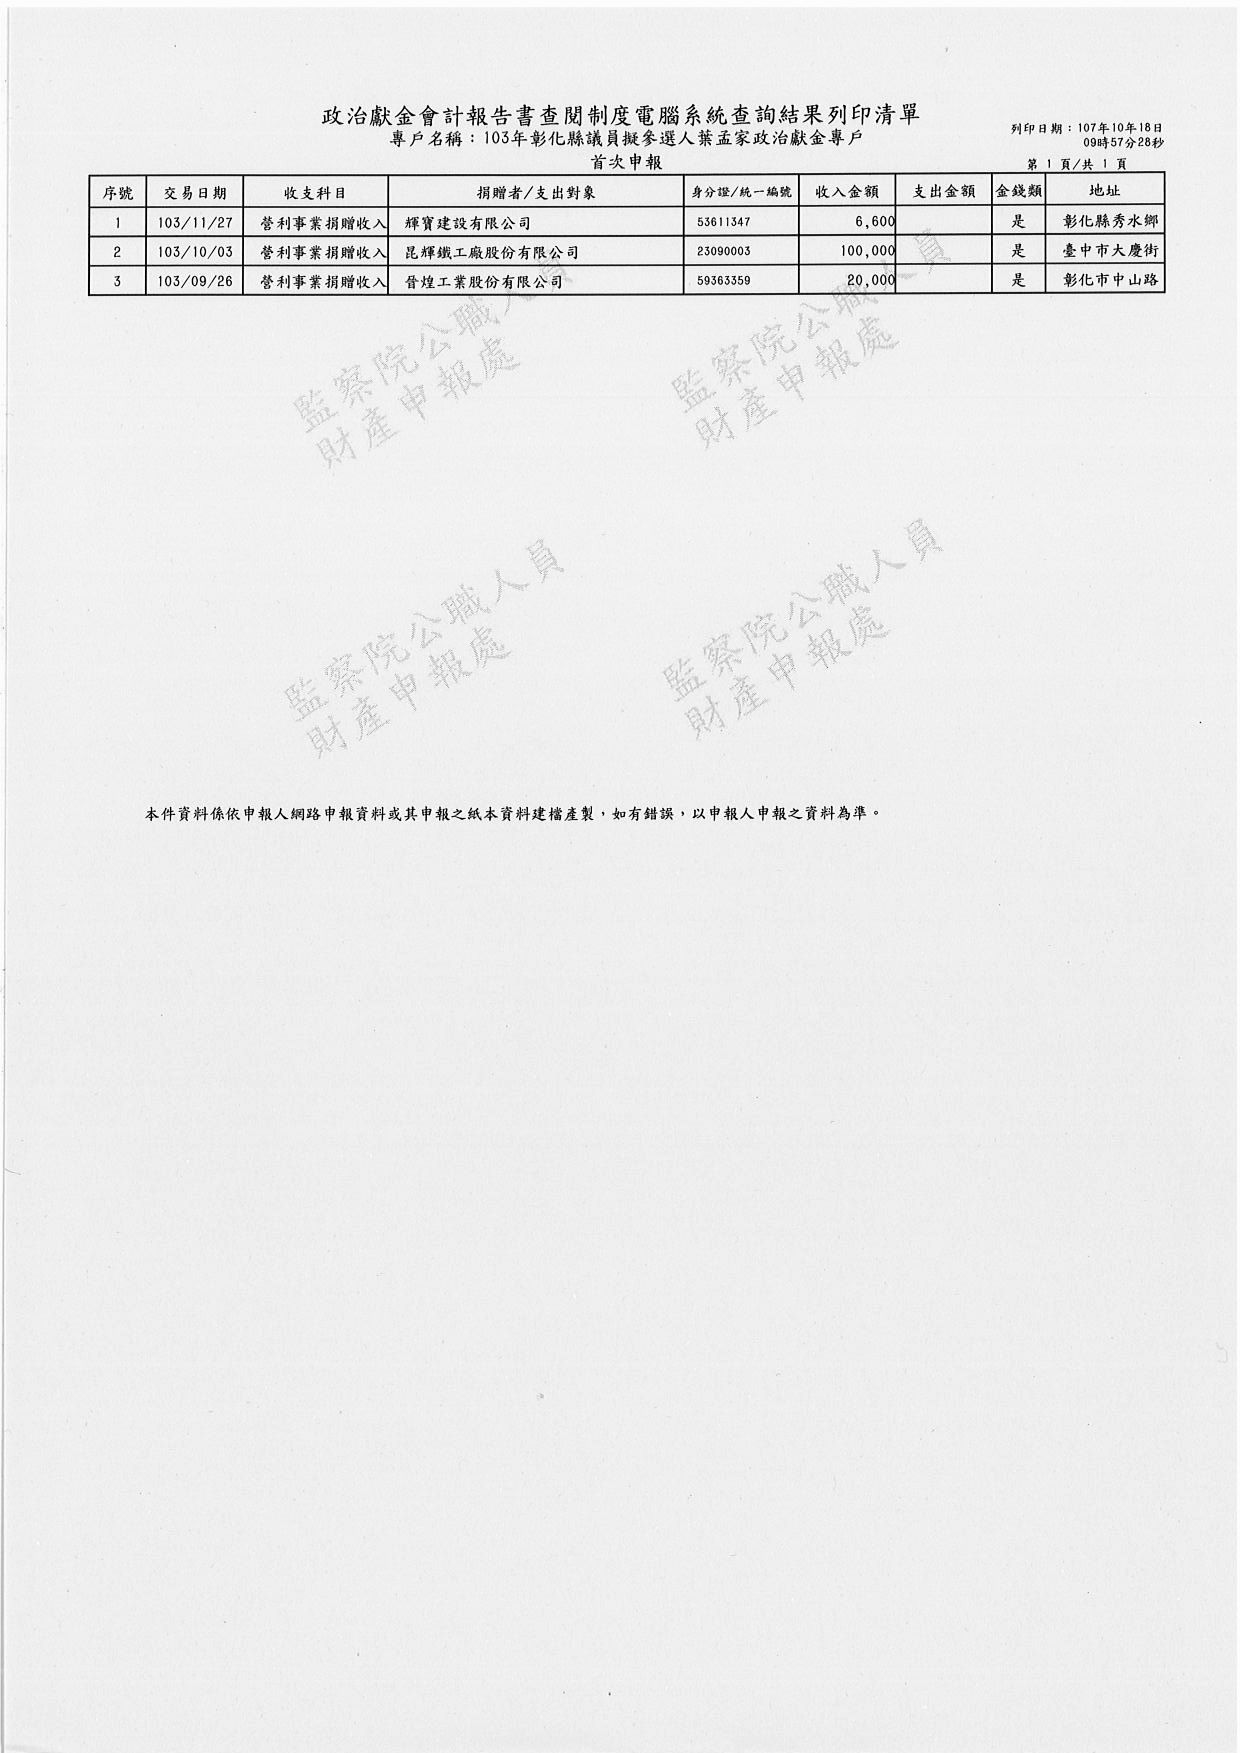 政治獻金會計報告書查閱制度電腦系統查詢結果列印清單
專戶名稱：103年彰化縣議員擬參選人葉孟家政治獻金專戶
首次申報
列印日期：107年10月18日
09時57分28秒
第 1 頁/共 1 頁
序號 交易日期 收支科目 捐贈者/支出對象 身分證/統一編號 收入金額 支出金額 金錢類 地址
1 103/11/27 營利事業捐贈收入 輝寶建設有限公司 53611347 6,600 是 彰化縣秀水鄉
2 103/10/03 營利事業捐贈收入 昆輝鐵工廠股份有限公司 23090003 100,000 是 臺中市大慶街
3 103/09/26 營利事業捐贈收入 晉煌工業股份有限公司 59363359 20,000 是 彰化市中山路
監察院公職人員
財產申報處
監察院公職人員
財產申報處
監察院公職人員
財產申報處
監察院公職人員
財產申報處
本件資料係依申報人網路申報資料或其申報之紙本資料建檔產製，如有錯誤，以申報人申報之資料為準。